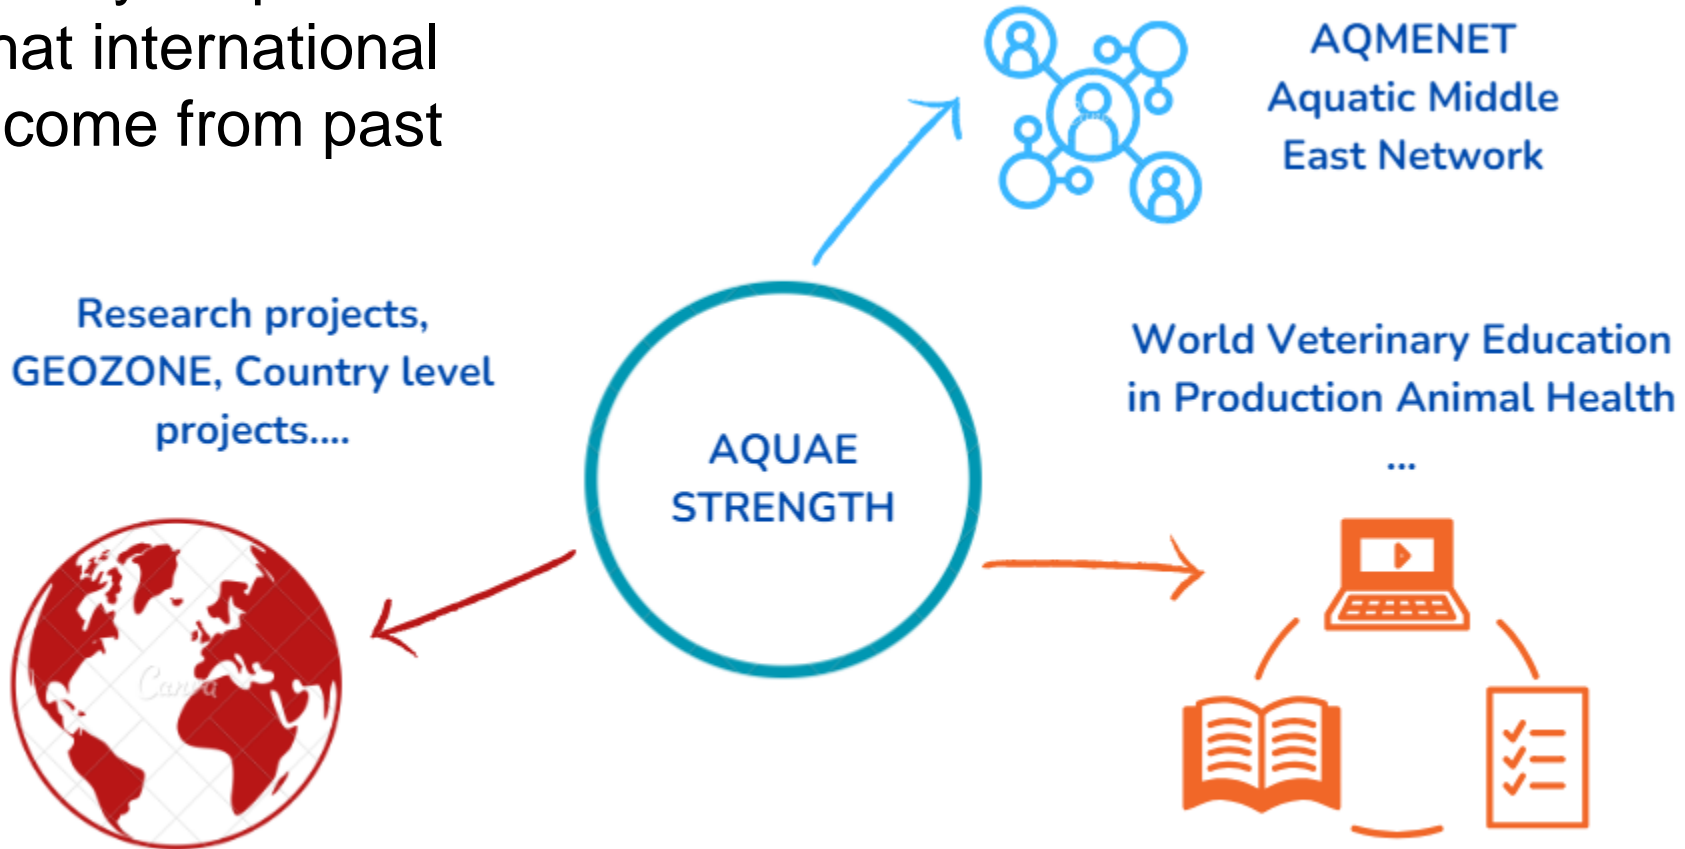 hat international
come from past
AQMENET
Aquatic Middle
East Network
Research projects,
GEOZONE, Country level
projects....
AQUAE
STRENGTH
World Veterinary Education
in Production Animal Health
...
Canva